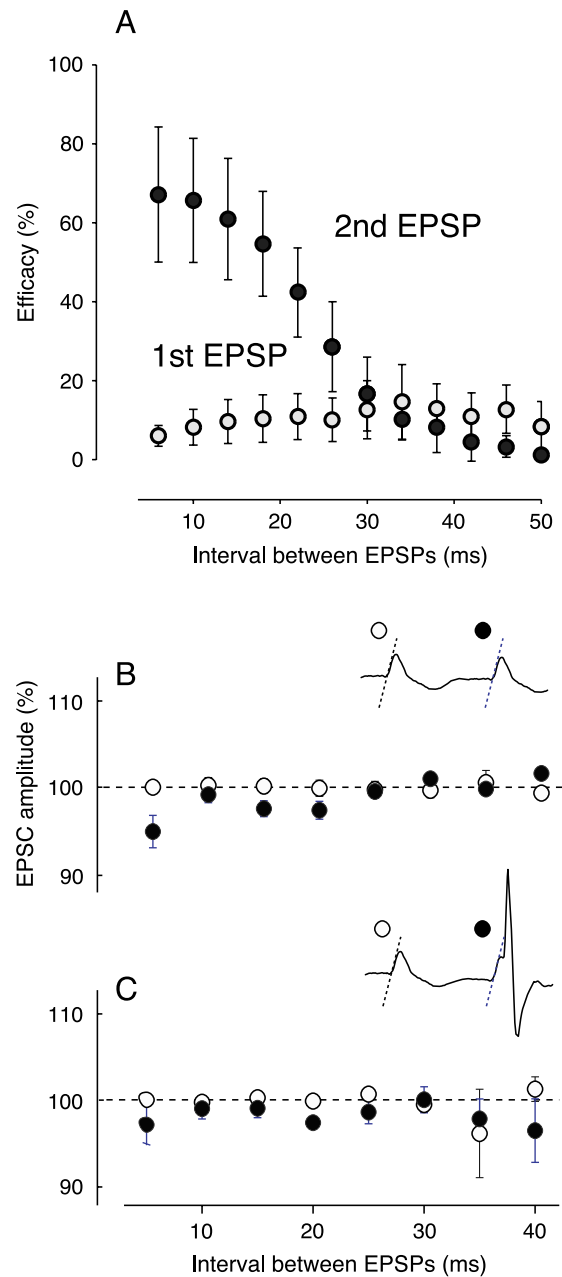 A
100
80
60
40
20
0
Efficacy (%)
2nd EPSP
1st EPSP
10 20 30 40 50
Interval between EPSPs (ms)
B
110
100
90
EPSC amplitude (%)
C
110
100
90
10 20 30 40
Interval between EPSPs (ms)